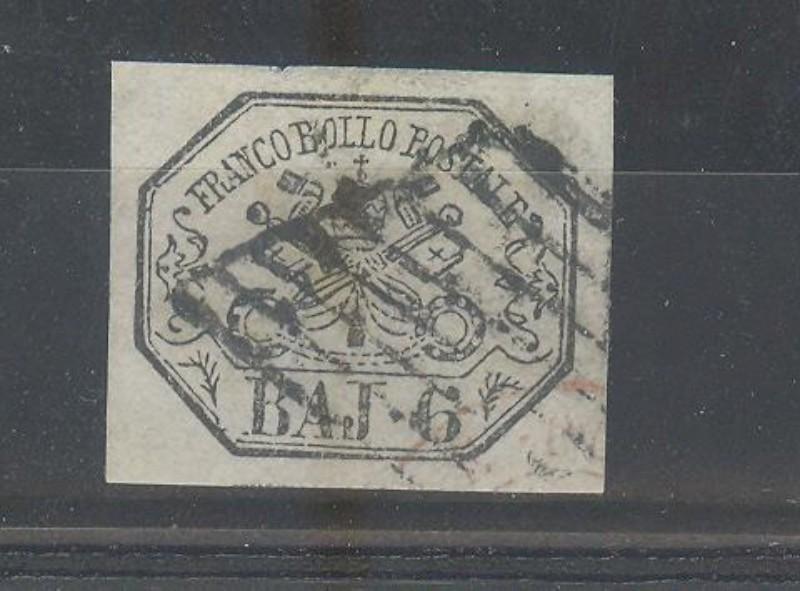 FRANCO BOLLO POSTALE
BAJ. 6